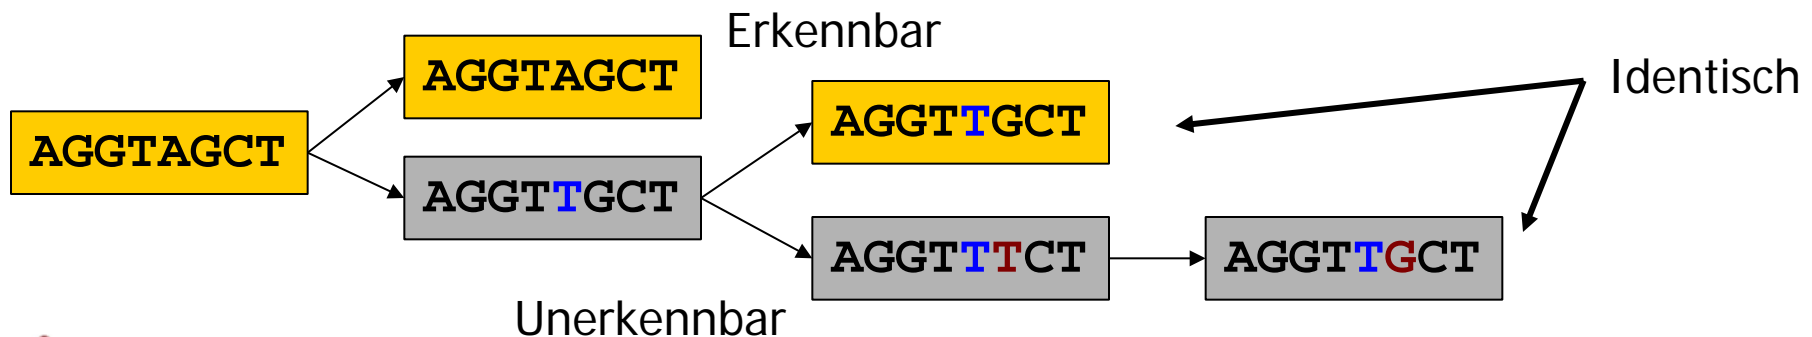 Erkennbar
AGGTAGCT
Identisch
AGGTTGCT
AGGTAGCT
AGGTTGCT
AGGTTTCT
AGGTTGCT
Unerkennbar